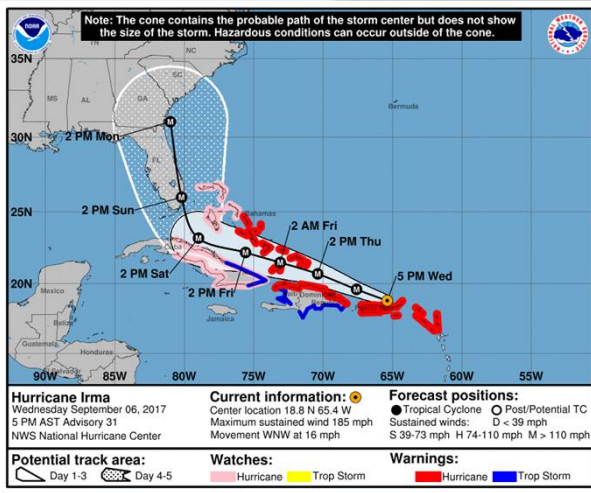 Note: The cone contains the probable path of the storm center but does not show
the size of the storm. Hazardous conditions can occur outside of the cone.
NOAA
TN
NC
35N
SC
MS
AL
GA
Bermuda
30N
2 PM Mon
FL
25N
2 PM Sun
Bahamas
2 AM Fri
2 PM Thu
Cuba
2 PM Sat
5 PM Wed
20N
2 PM Fri
Mexico
Dominican
Jamaica
Belize
Guatemala
Honduras
El Salvador
90W 85W 80W 75W 70W 65W 60W 55W
M
M
M
M
M
M
M
Hurricane Irma
Wednesday September 06, 2017
5 PM AST Advisory 31
NWS National Hurricane Center
Current information:
Center location 18.8 N 65.4 W
Maximum sustained wind 185 mph
Movement WNW at 16 mph
Forecast positions:
Tropical Cyclone Post/Potential TC
Sustained winds: D < 39 mph
S 39-73 mph H 74-110 mph M > 110 mph
Potential track area:
Day 1-3 Day 4-5
Watches:
Hurricane Trop Storm
Warnings:
Hurricane Trop Storm